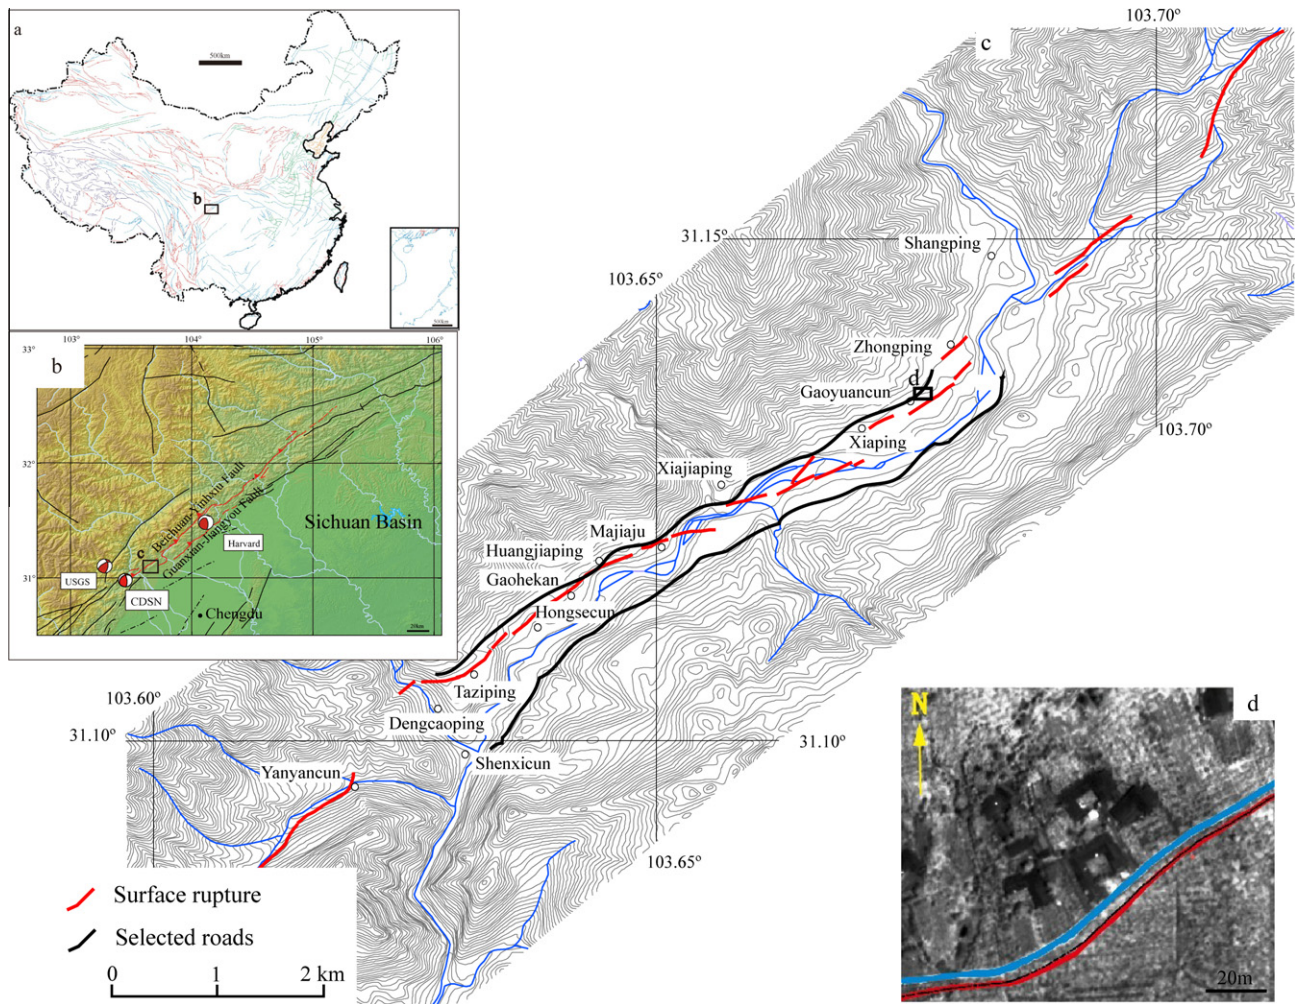 a
500km
b
500km
b
103°
104°
105°
106°
33°
32°
31°
Beichuan Yinhxiu Fault
Guanxian-Jiangyou Fault
Sichuan Basin
Harvard
c
USGS
CDSN
Chengdu
20km
c
103.70°
31.15°
103.65°
Shangping
Zhongping
d
Gaoyuancun
103.70°
Xiaping
Xiajiaping
Majiaju
Huangjiaping
Gaohekan
Hongsecun
Taziping
103.60°
Dengcaoping
31.10°
31.10°
Shenxicun
Yanyancun
103.65°
Surface rupture
Selected roads
0 1 2 km
N
d
20m